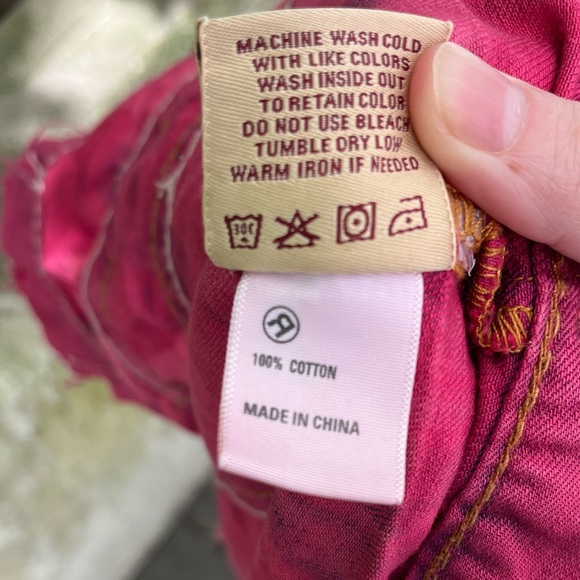 MACHINE WASH COLD
WITH LIKE COLORS
WASH INSIDE OUT
TO RETAIN COLOR
DO NOT USE BLEACH
TUMBLE DRY LOW
WARM IRON IF NEEDED
30C
R
100% COTTON
MADE IN CHINA